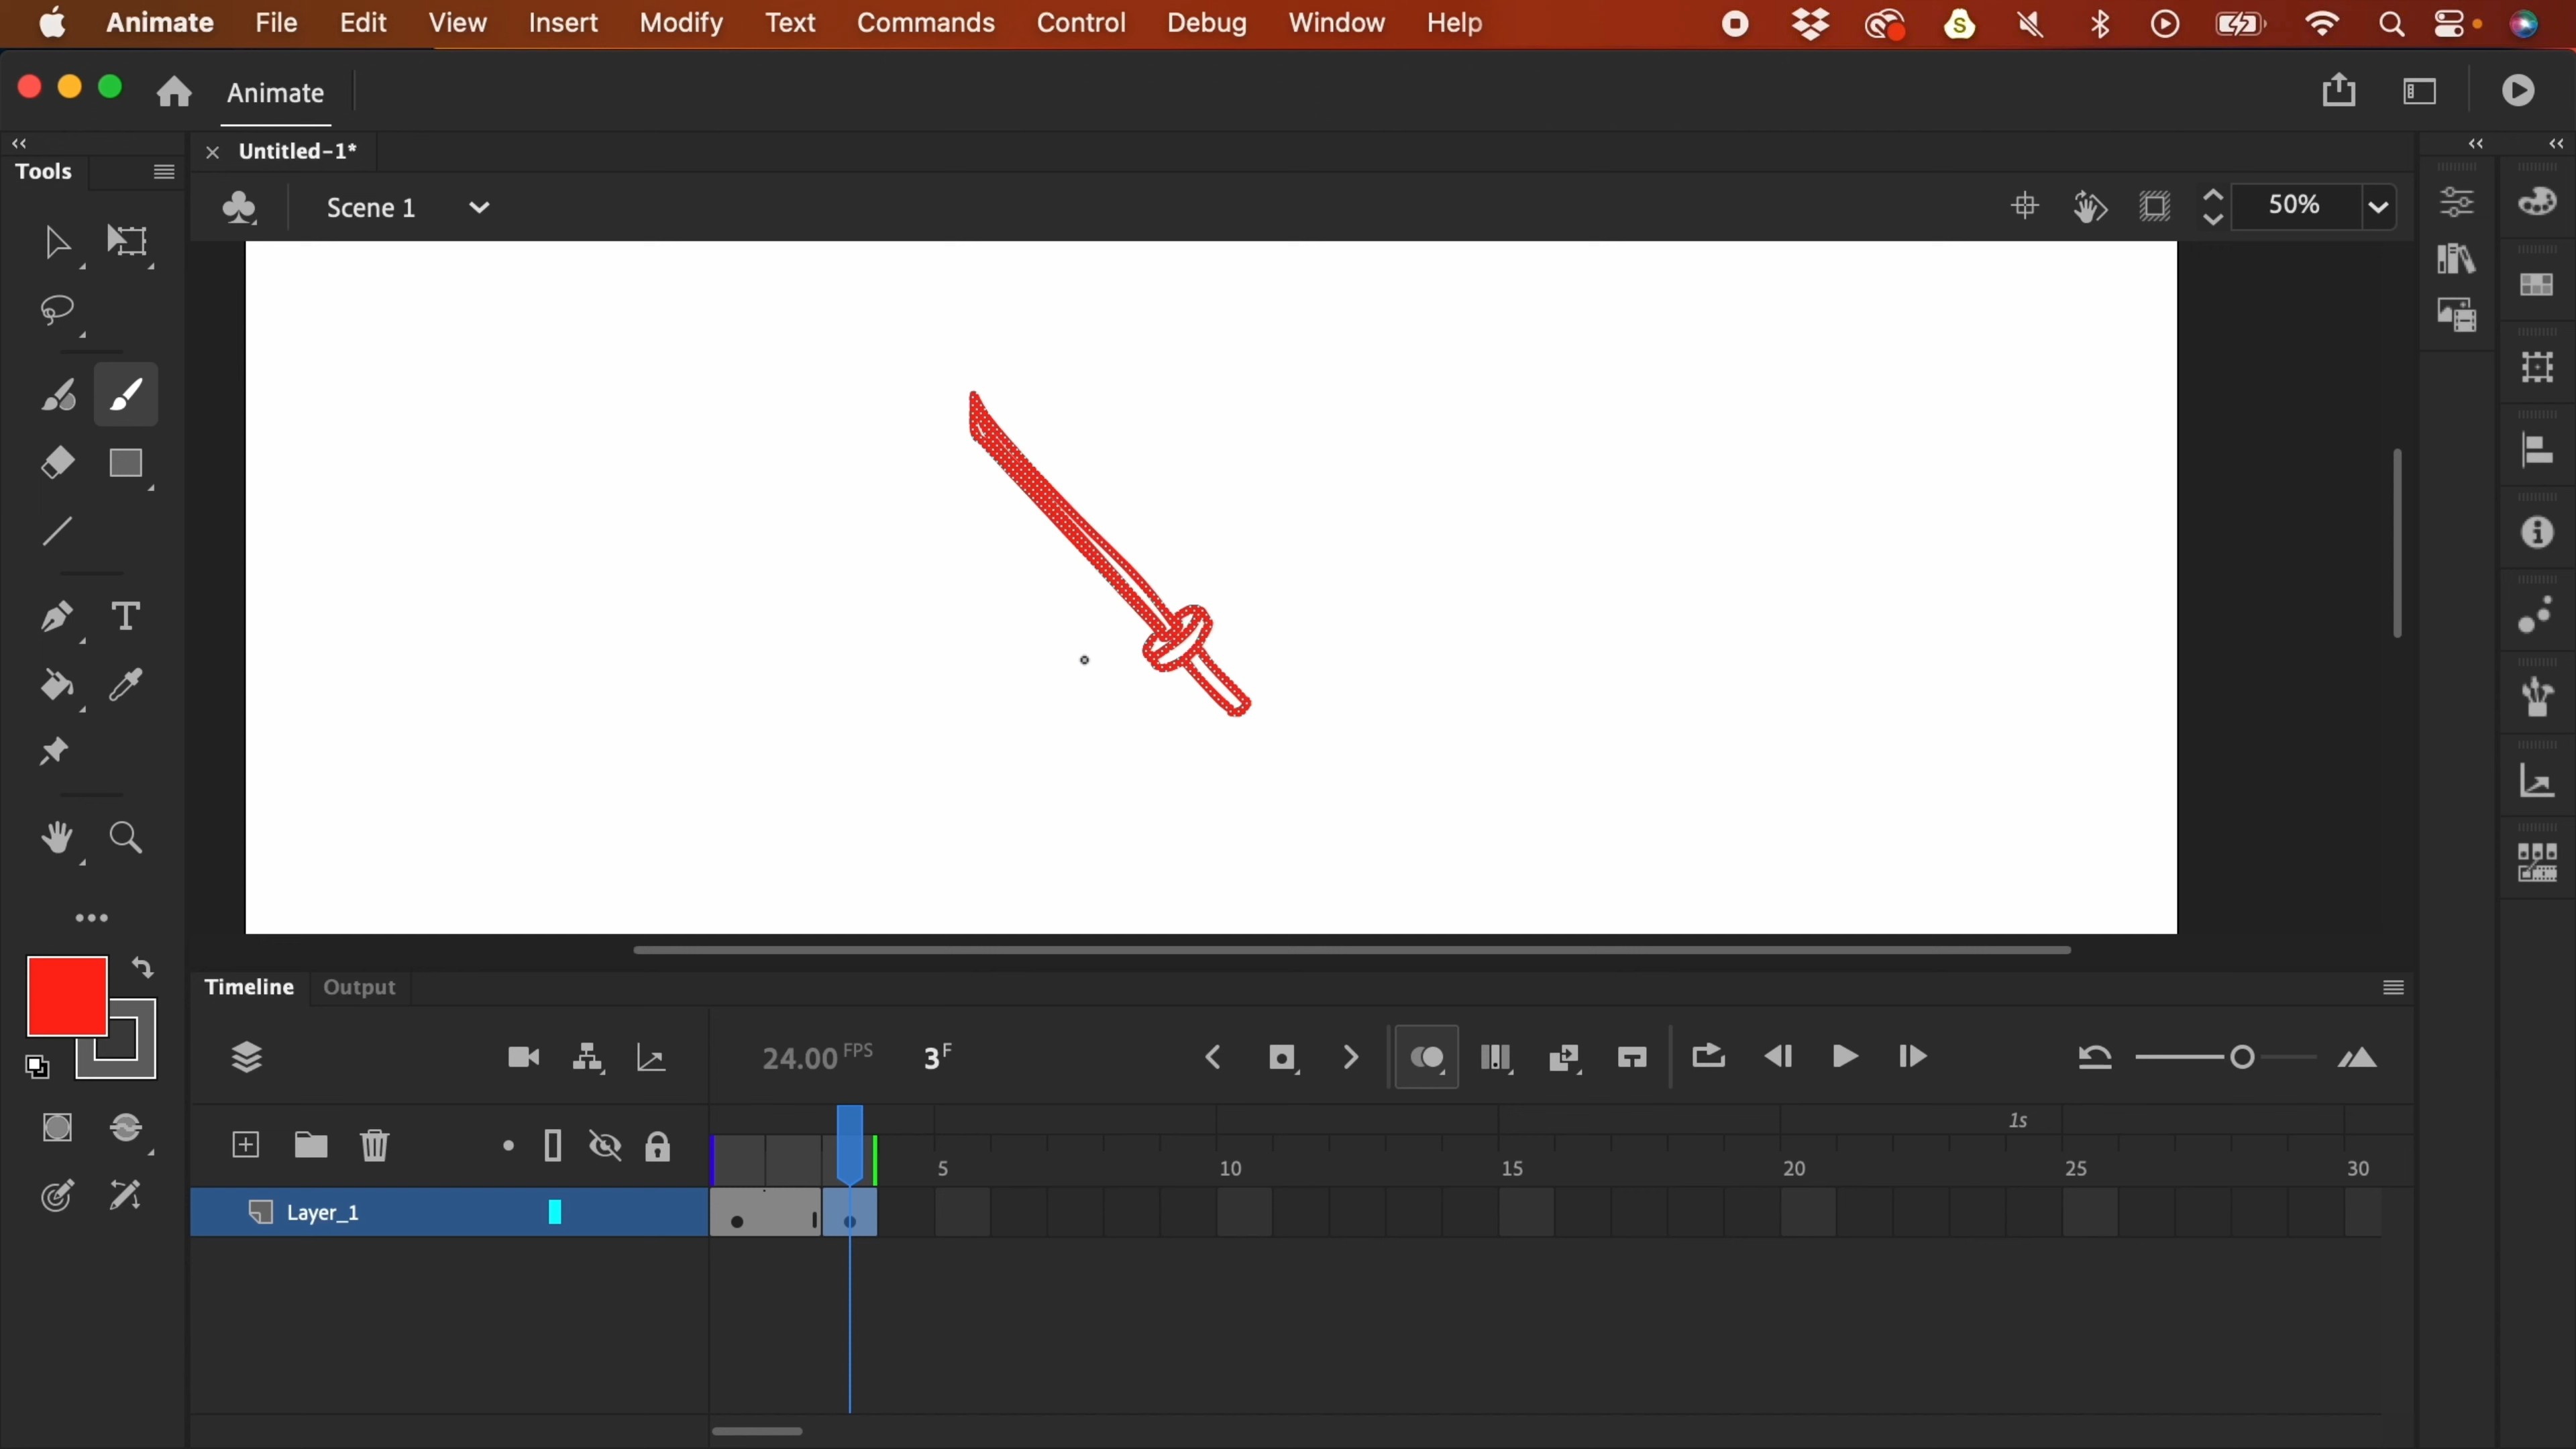 Animate File Edit View Insert Modify Text Commands Control Debug Window Help
S
Animate
Tools
Untitled-1*
Scene 1
50%
T
Timeline Output
24.00 FPS 3 F
1s
5 10 15 20 25 30
Layer_1